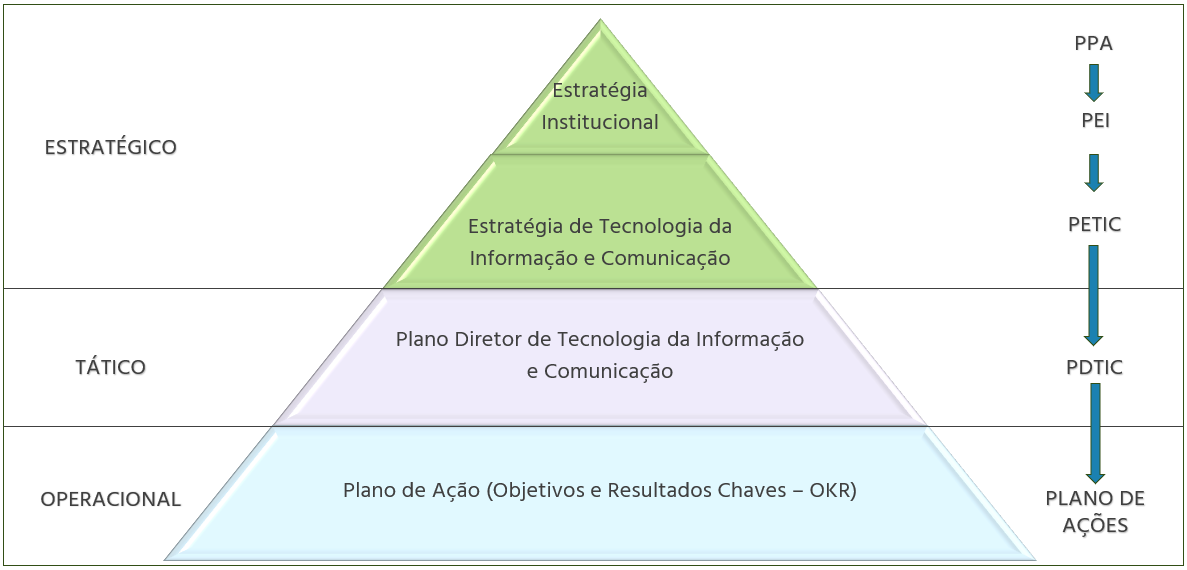 PPA
Estratégia
Institucional
PEI
ESTRATÉGICO
Estratégia de Tecnologia da
Informação e Comunicação
PETIC
Plano Diretor de Tecnologia da Informação
e Comunicação
TÁTICO
PDTIC
Plano de Ação (Objetivos e Resultados Chaves – OKR)
OPERACIONAL
PLANO DE
AÇÕES